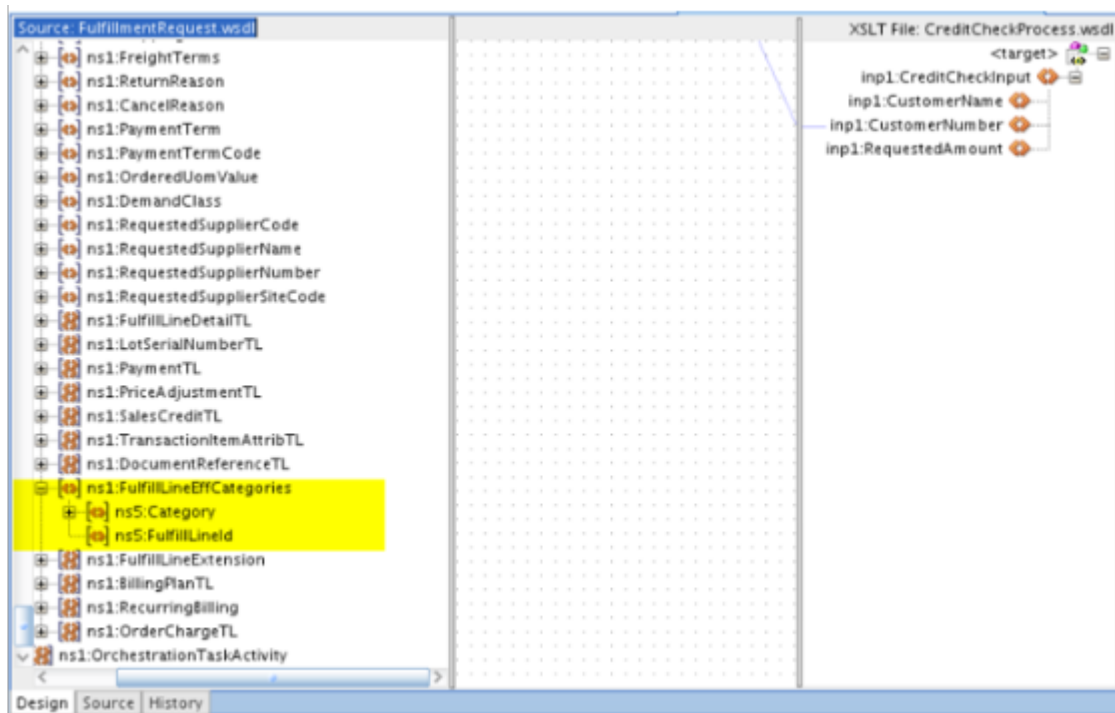 Source: FulfillmentRequest.wsdl
ns1:FreightTerms
ns1:ReturnReason
ns1:CancelReason
ns1:PaymentTerm
ns1:PaymentTermCode
ns1:OrderedUomValue
ns1:DemandClass
ns1:RequestedSupplierCode
ns1:RequestedSupplierName
ns1:RequestedSupplierNumber
ns1:RequestedSupplierSiteCode
ns1:FulfillLineDetailTL
ns1:LotSerialNumberTL
ns1:PaymentTL
ns1:PriceAdjustmentTL
ns1:SalesCreditTL
ns1:TransactionItemAttribTL
ns1:DocumentReferenceTL
ns1:FulfillLineEffCategories
ns5:Category
ns5:FulfillLineId
ns1:FulfillLineExtension
ns1:BillingPlanTL
ns1:RecurringBilling
ns1:OrderChargeTL
ns1:OrchestrationTaskActivity
Design Source History
XSLT File: CreditCheckProcess.wsdl
<target>
inp1:CreditCheckInput
inp1:CustomerName
inp1:CustomerNumber
inp1:RequestedAmount